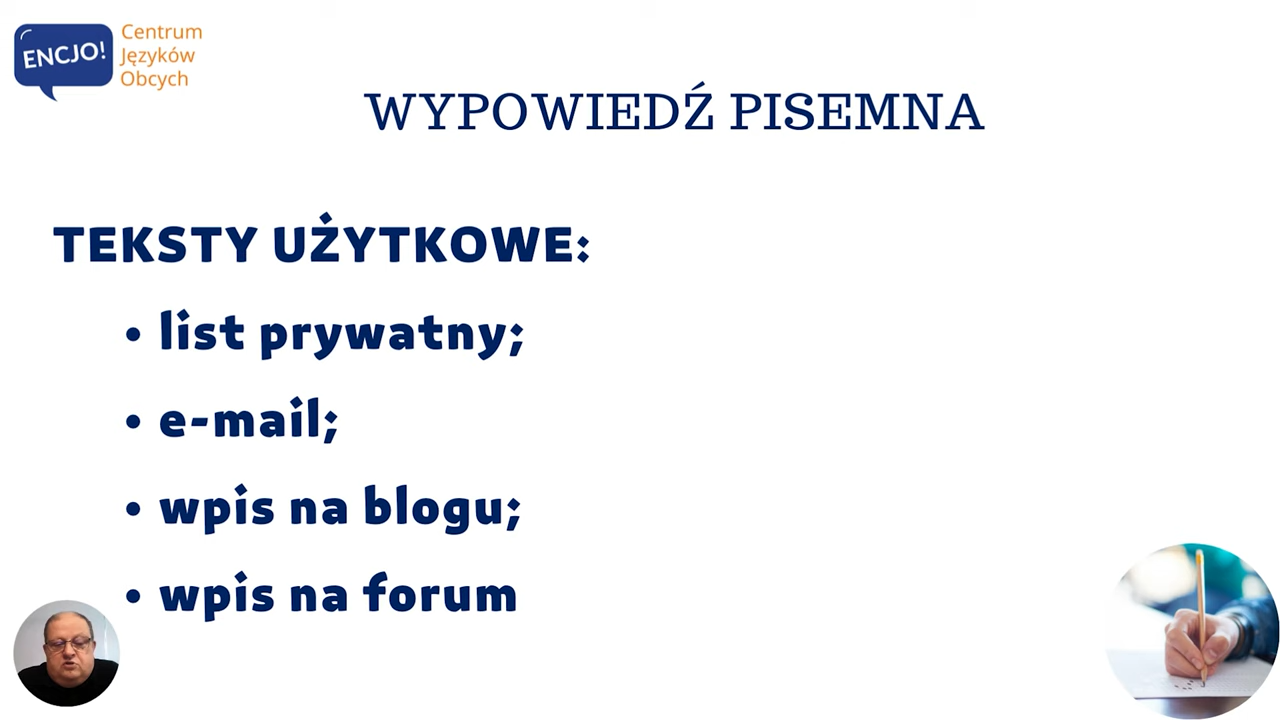 ENCJO!
Centrum
Języków
Obcych
WYPOWIEDŹ PISEMNA
TEKSTY UŻYTKOWE:
• list prywatny;
• e-mail;
• wpis na blogu;
• wpis na forum